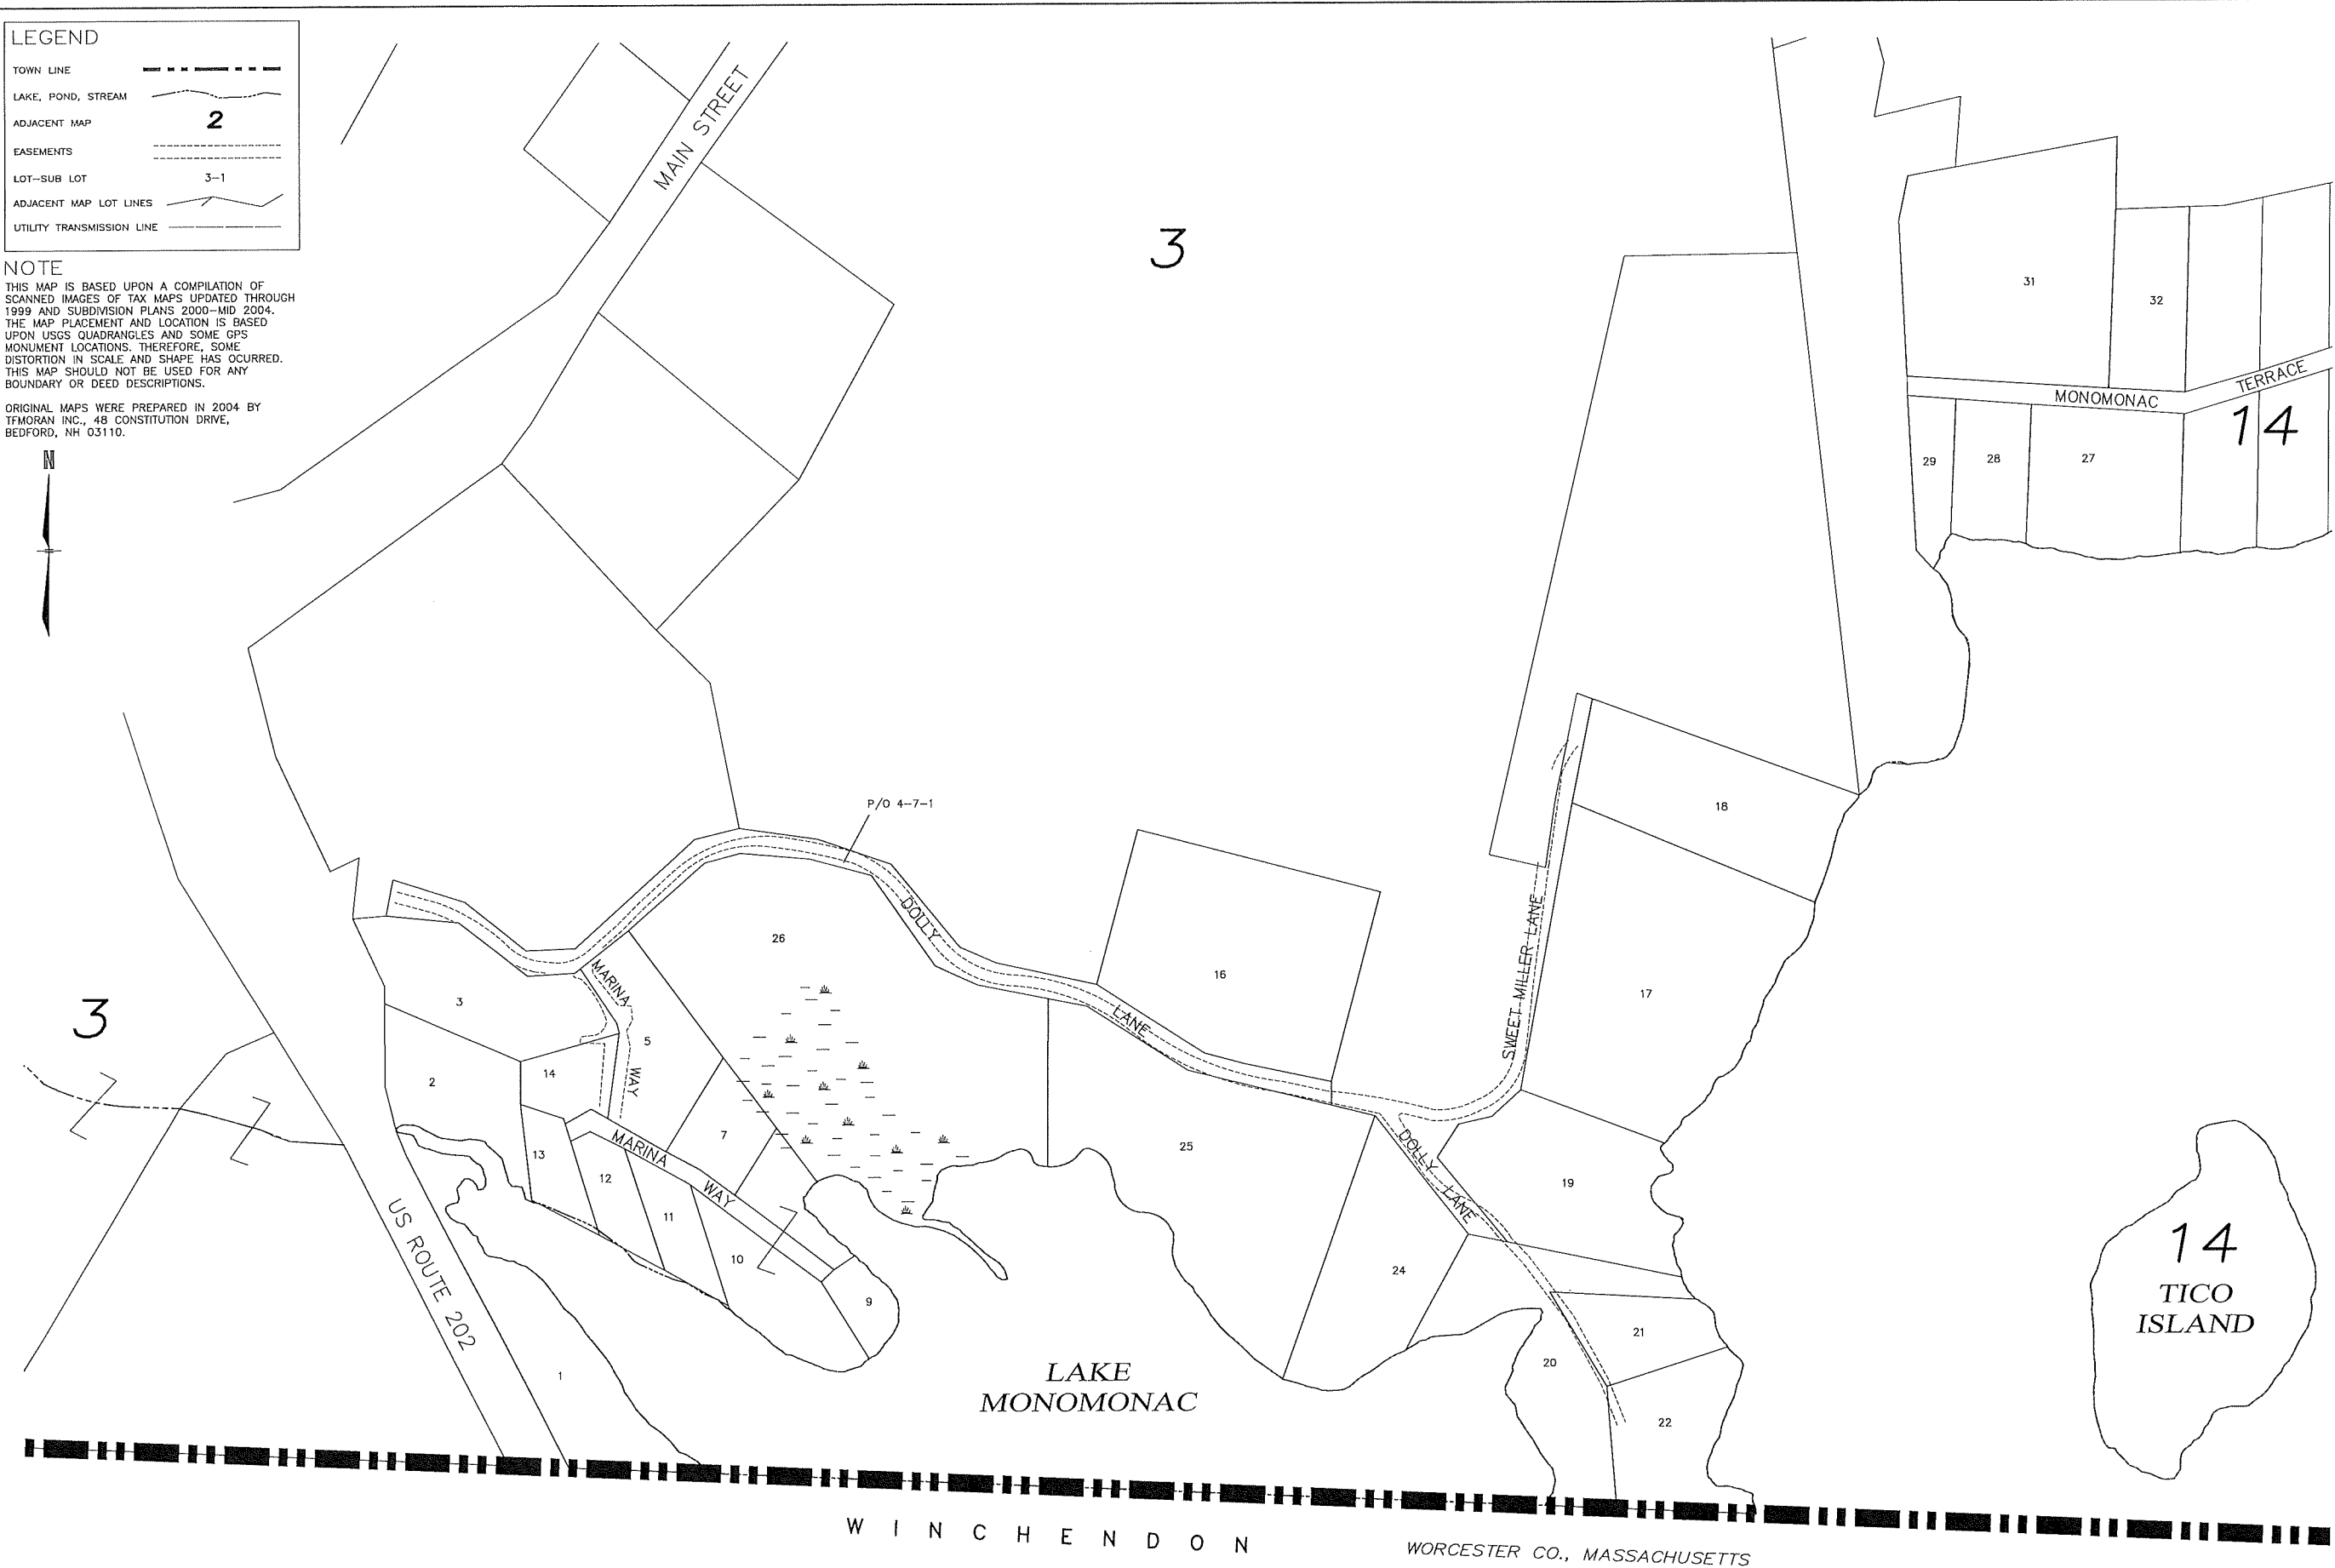 LEGEND
TOWN LINE
LAKE, POND, STREAM
ADJACENT MAP 2
EASEMENTS
LOT-SUB LOT 3-1
ADJACENT MAP LOT LINES
UTILITY TRANSMISSION LINE
NOTE
THIS MAP IS BASED UPON A COMPILATION OF
SCANNED IMAGES OF TAX MAPS UPDATED THROUGH
1999 AND SUBDIVISION PLANS 2000-MID 2004.
THE MAP PLACEMENT AND LOCATION IS BASED
UPON USGS QUADRANGLES AND SOME GPS
MONUMENT LOCATIONS. THEREFORE, SOME
DISTORTION IN SCALE AND SHAPE HAS OCURRED.
THIS MAP SHOULD NOT BE USED FOR ANY
BOUNDARY OR DEED DESCRIPTIONS.
ORIGINAL MAPS WERE PREPARED IN 2004 BY
TFMORAN INC., 48 CONSTITUTION DRIVE,
BEDFORD, NH 03110.
N
MAIN STREET
3
31
32
MONOMONAC TERRACE
14
29
28
27
P/O 4-7-1
18
26
DOLLY
LANE
16
SWEET MILLER LANE
17
3
3
MARINA
WAY
5
2
14
7
13
MARINA
WAY
12
11
10
9
25
DOLLY
LANE
19
24
21
20
22
US ROUTE 202
1
LAKE
MONOMONAC
14
TICO
ISLAND
WINCHENDON
WORCESTER CO., MASSACHUSETTS